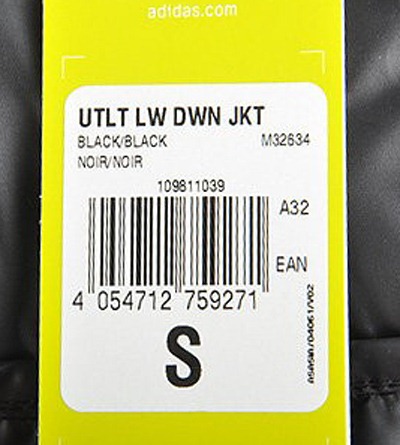 adidas.com
UTLT LW DWN JKT
BLACK/BLACK M32634
NOIR/NOIR
109811039
A32
EAN
4 054712 759271
S